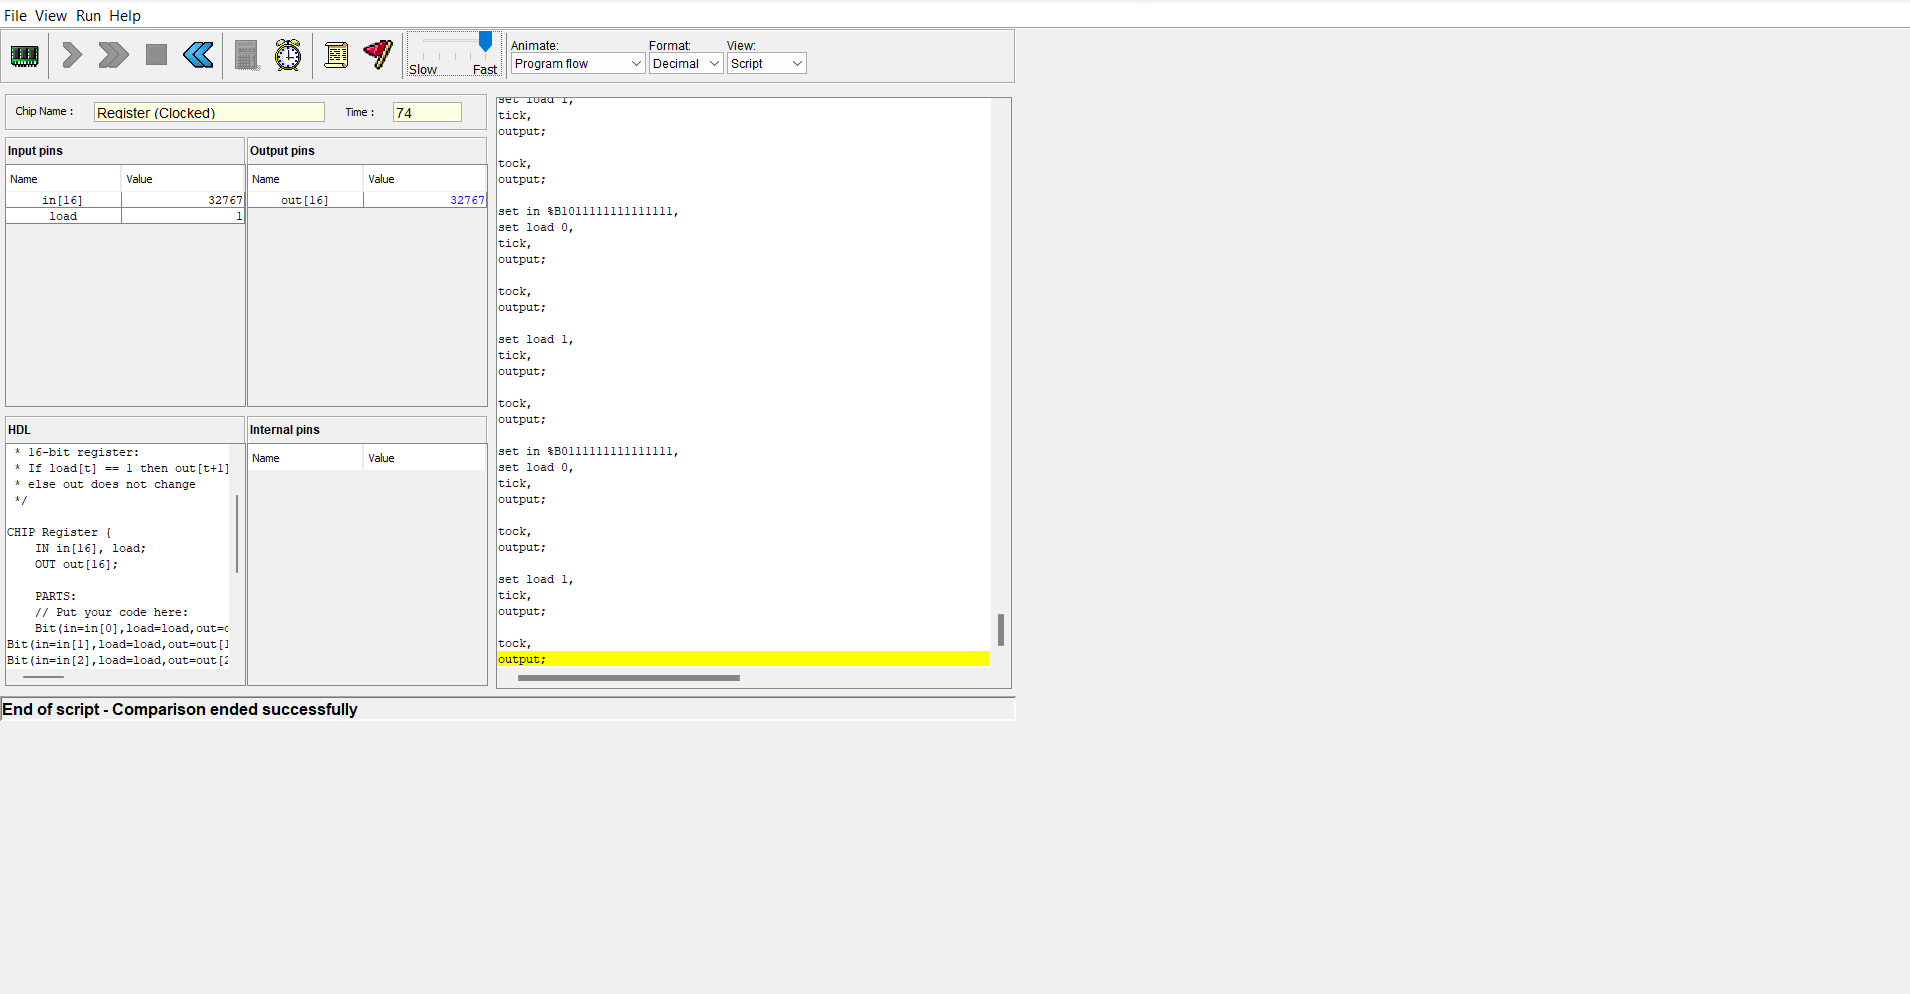 File View Run Help
Slow Fast
Animate: Format: View:
Program flow Decimal Script
Chip Name : Register (Clocked) Time : 74
Input pins
Name Value
in[16] 32767
load 1
Output pins
Name Value
out[16] 32767
HDL
* 16-bit register:
* If load[t] == 1 then out[t+1]
* else out does not change
*/
CHIP Register {
IN in[16], load;
OUT out[16];
PARTS:
// Put your code here:
Bit(in=in[0],load=load,out=
Bit(in=in[1],load=load,out=out[1
Bit(in=in[2],load=load,out=out[2
Internal pins
Name Value
set load 1,
tick,
output;
tock,
output;
set in %B1011111111111111,
set load 0,
tick,
output;
tock,
output;
set load 1,
tick,
output;
tock,
output;
set in %B0111111111111111,
set load 0,
tick,
output;
tock,
output;
set load 1,
tick,
output;
tock,
output;
End of script - Comparison ended successfully